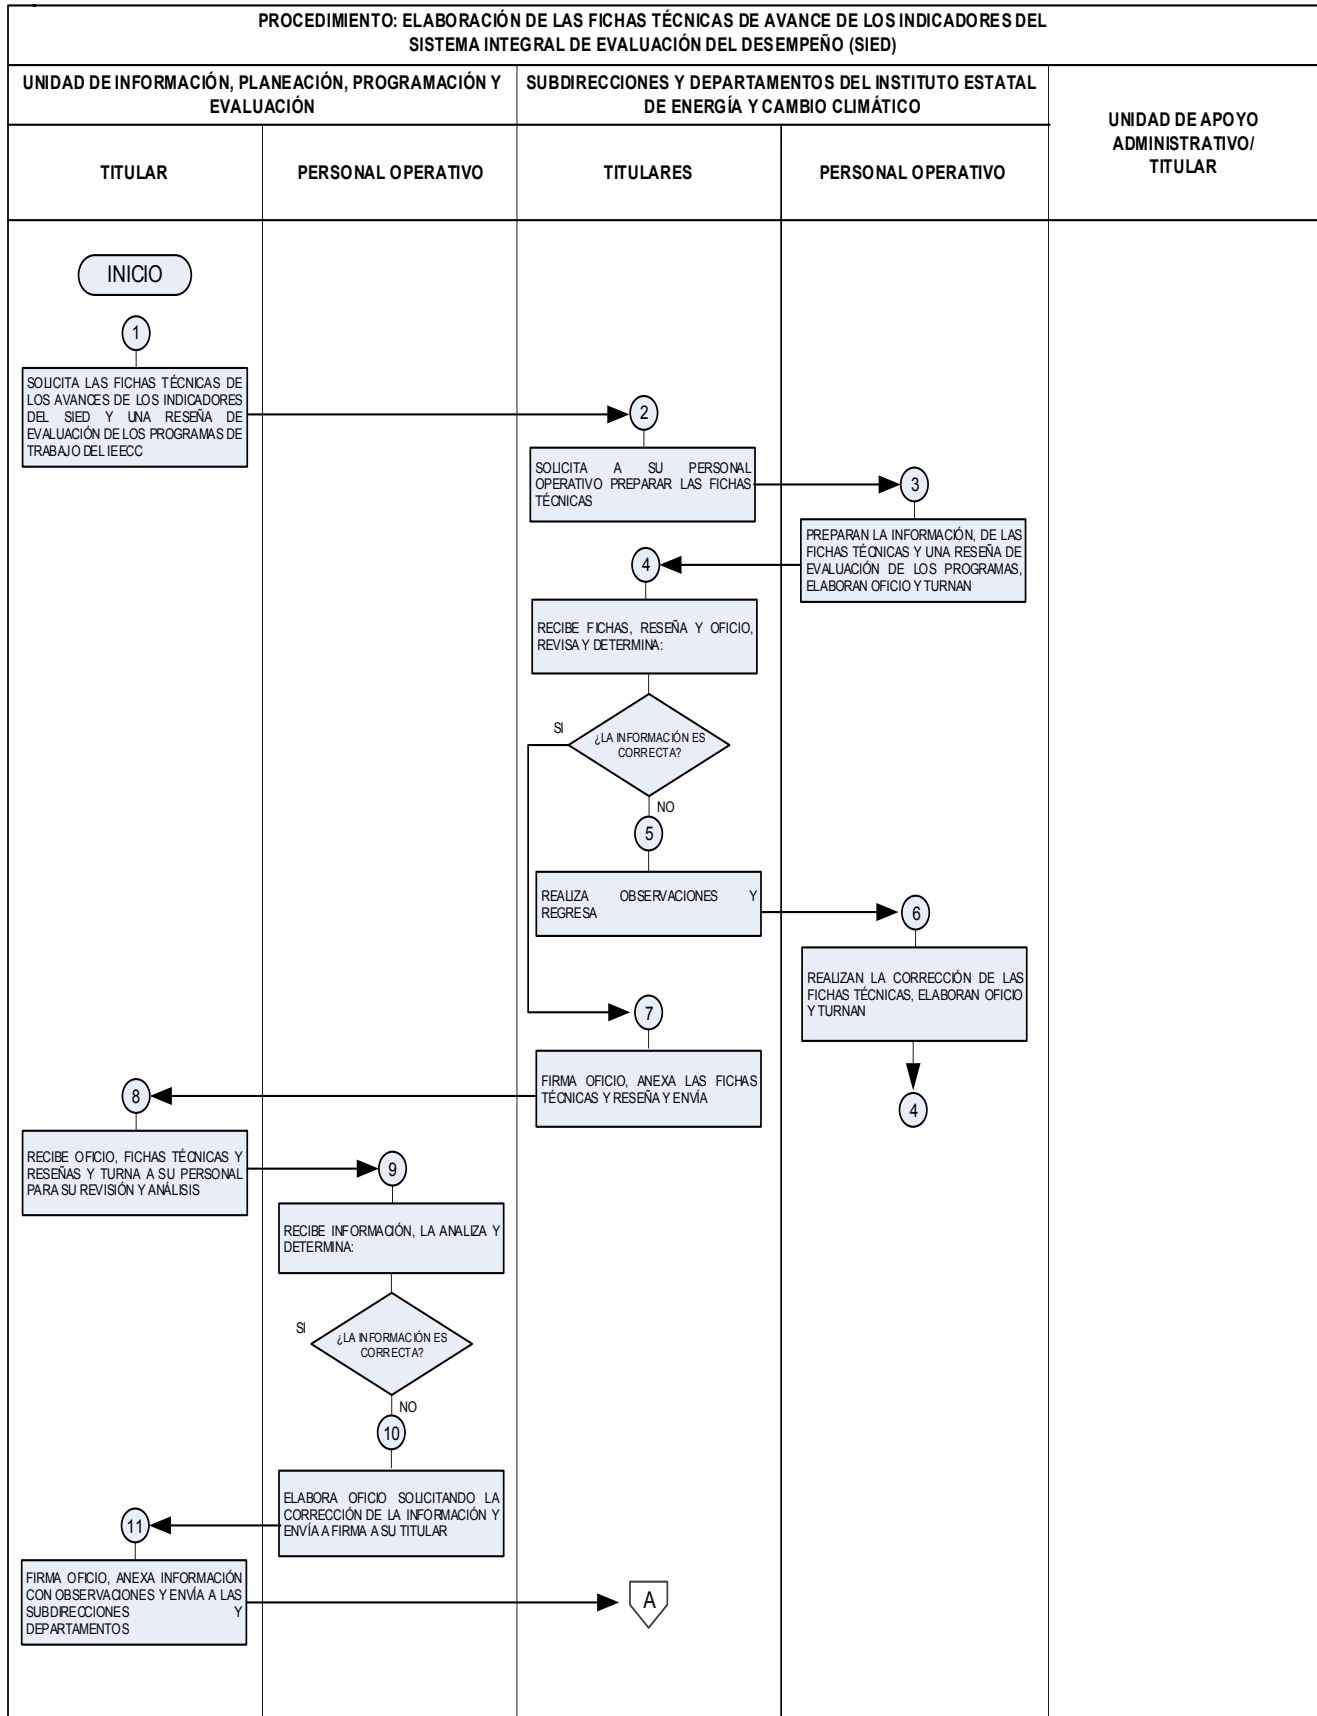 PROCEDIMIENTO: ELABORACIÓN DE LAS FICHAS TÉCNICAS DE AVANCE DE LOS INDICADORES DEL
SISTEMA INTEGRAL DE EVALUACIÓN DEL DESEMPEÑO (SIED)
UNIDAD DE INFORMACIÓN, PLANEACIÓN, PROGRAMACIÓN Y
EVALUACIÓN
SUBDIRECCIONES Y DEPARTAMENTOS DEL INSTITUTO ESTATAL
DE ENERGÍA Y CAMBIO CLIMÁTICO
UNIDAD DE APOYO
ADMINISTRATIVO/
TITULAR
TITULAR
PERSONAL OPERATIVO
TITULARES
PERSONAL OPERATIVO
INICIO
1
SOLICITA LAS FICHAS TÉCNICAS DE
LOS AVANCES DE LOS INDICADORES
DEL SIED Y UNA RESEÑA DE
EVALUACIÓN DE LOS PROGRAMAS DE
TRABAJO DEL IEECC
2
SOLICITA A SU PERSONAL
OPERATIVO PREPARAR LAS FICHAS
TÉCNICAS
3
PREPARAN LA INFORMACIÓN, DE LAS
FICHAS TÉCNICAS Y UNA RESEÑA DE
EVALUACIÓN DE LOS PROGRAMAS,
ELABORAN OFICIO Y TURNAN
4
RECIBE FICHAS, RESEÑA Y OFICIO,
REVISA Y DETERMINA:
SI
¿LA INFORMACIÓN ES
CORRECTA?
NO
5
REALIZA OBSERVACIONES Y
REGRESA
6
REALIZAN LA CORRECCIÓN DE LAS
FICHAS TÉCNICAS, ELABORAN OFICIO
Y TURNAN
4
7
FIRMA OFICIO, ANEXA LAS FICHAS
TÉCNICAS Y RESEÑA Y ENVÍA
8
RECIBE OFICIO, FICHAS TÉCNICAS Y
RESEÑAS Y TURNA A SU PERSONAL
PARA SU REVISIÓN Y ANÁLISIS
9
RECIBE INFORMACIÓN, LA ANALIZA Y
DETERMINA:
SI
¿LA INFORMACIÓN ES
CORRECTA?
NO
10
ELABORA OFICIO SOLICITANDO LA
CORRECCIÓN DE LA INFORMACIÓN Y
ENVÍA A FIRMA A SU TITULAR
11
FIRMA OFICIO, ANEXA INFORMACIÓN
CON OBSERVACIONES Y ENVÍA A LAS
SUBDIRECCIONES Y
DEPARTAMENTOS
A